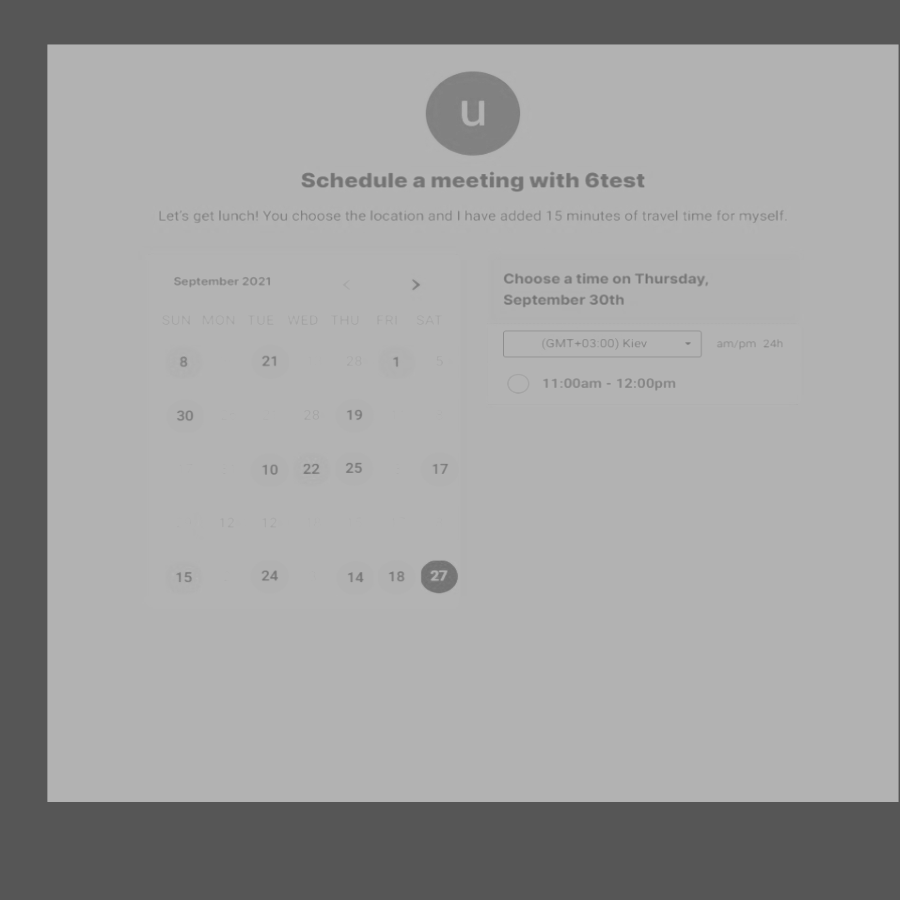 u
Schedule a meeting with 6test
Let's get lunch! You choose the location and I have added 15 minutes of travel time for myself.
September 2021
SUN MON TUE WED THU FRI SAT
8 21 28 1 5
30 28 19
10 22 25 17
12 12
15 24 14 18 27
Choose a time on Thursday,
September 30th
(GMT+03:00) Kiev am/pm 24h
11:00am - 12:00pm